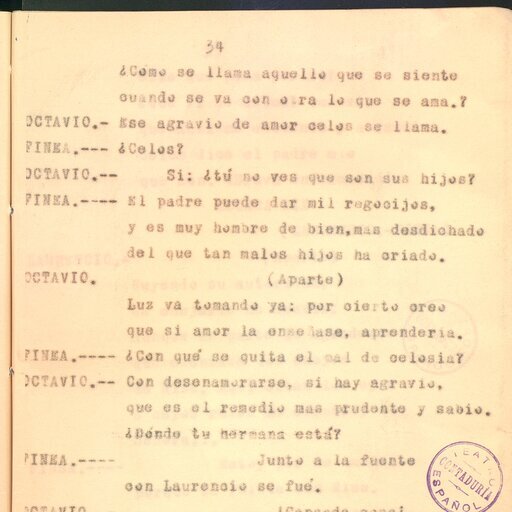 34
¿Como se llama aquello que se siente
cuando se va con otra lo que se ama.?
OCTAVIO.- Ese agravio de amor celos se llama.
FINEA.--- ¿Celos?
OCTAVIO.-- Si: ¿tú no ves que son sus hijos?
FINEA.---- El padre puede dar mil regocijos,
y es muy hombre de bien,mas desdichado
del que tan malos hijos ha criado.
OCTAVIO. (Aparte)
Luz va tomando ya: por cierto creo
que si amor la enseñase, aprenderia.
FINEA.---- ¿Con qué se quita el mal de celosia?
OCTAVIO.-- Con desenamorarse, si hay agravio,
que es el remedio mas prudente y sabio.
¿Dónde tu hermana está?
FINEA.---- Junto a la fuente
con Laurencio se fué.
OCTAVIO
TEATRO
CONTADURÍA
ESPAÑOL